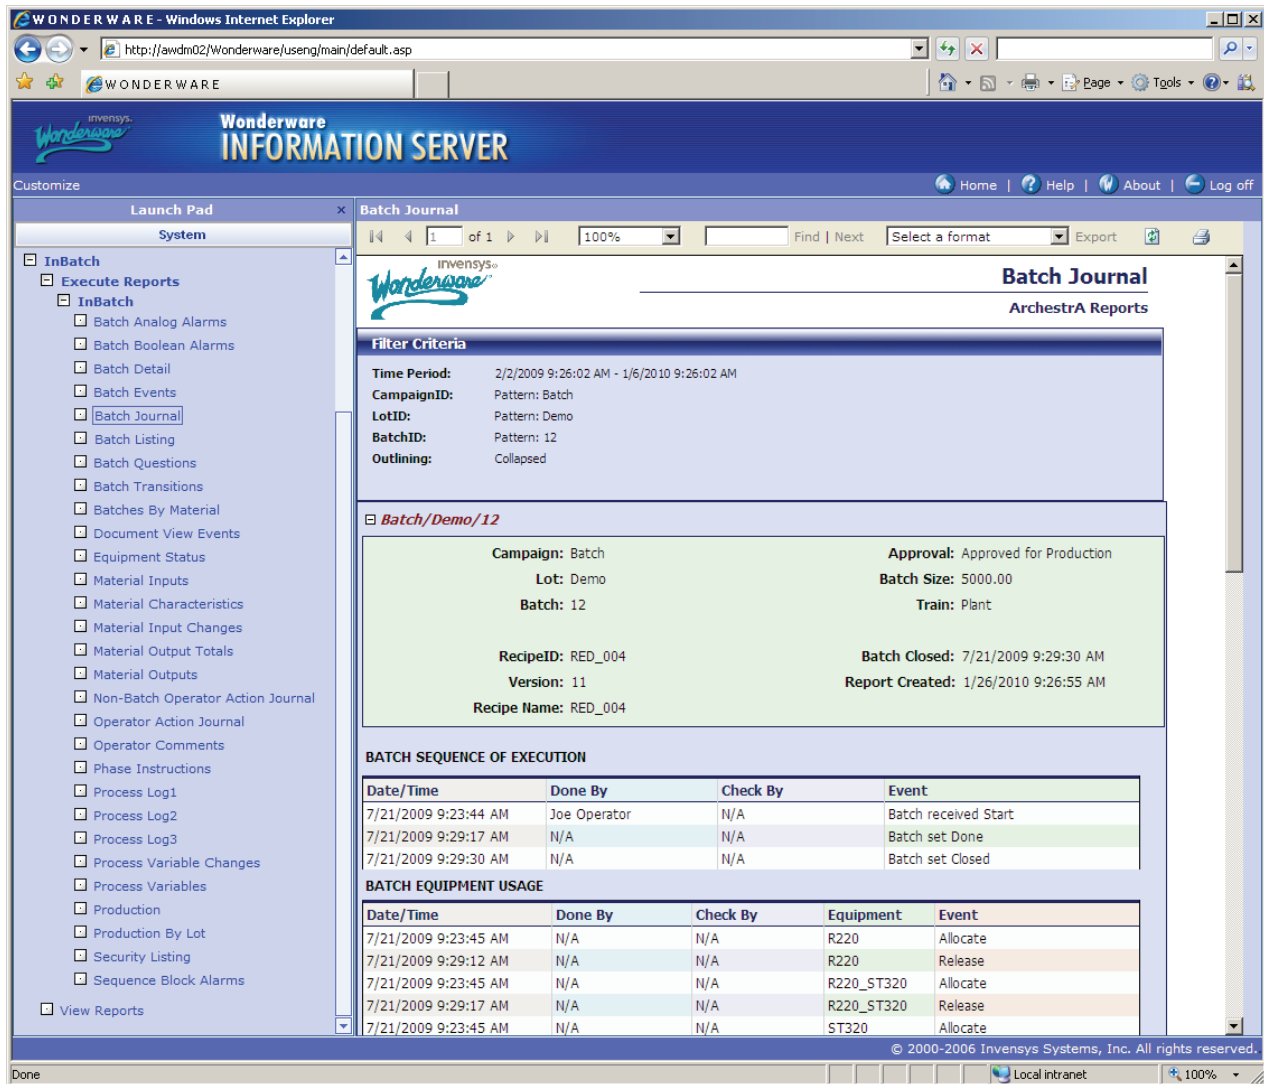 WONDERWARE - Windows Internet Explorer
http://awdm02/Wonderware/useng/main/default.asp
WONDERWARE
Page Tools
invensys.
Wonderware
Wonderware
INFORMATION SERVER
Customize
Home | Help | About | Log off
Launch Pad x
System
InBatch
Execute Reports
InBatch
Batch Analog Alarms
Batch Boolean Alarms
Batch Detail
Batch Events
Batch Journal
Batch Listing
Batch Questions
Batch Transitions
Batches By Material
Document View Events
Equipment Status
Material Inputs
Material Characteristics
Material Input Changes
Material Output Totals
Material Outputs
Non-Batch Operator Action Journal
Operator Action Journal
Operator Comments
Phase Instructions
Process Log1
Process Log2
Process Log3
Process Variable Changes
Process Variables
Production
Production By Lot
Security Listing
Sequence Block Alarms
View Reports
Batch Journal
1 of 1 100% Find | Next Select a format Export
invensys®
Wonderware
Batch Journal
ArchestrA Reports
Filter Criteria
Time Period: 2/2/2009 9:26:02 AM - 1/6/2010 9:26:02 AM
CampaignID: Pattern: Batch
LotID: Pattern: Demo
BatchID: Pattern: 12
Outlining: Collapsed
Batch/Demo/12
Campaign: Batch Approval: Approved for Production
Lot: Demo Batch Size: 5000.00
Batch: 12 Train: Plant
RecipeID: RED_004 Batch Closed: 7/21/2009 9:29:30 AM
Version: 11 Report Created: 1/26/2010 9:26:55 AM
Recipe Name: RED_004
BATCH SEQUENCE OF EXECUTION
Date/Time Done By Check By Event
7/21/2009 9:23:44 AM Joe Operator N/A Batch received Start
7/21/2009 9:29:17 AM N/A N/A Batch set Done
7/21/2009 9:29:30 AM N/A N/A Batch set Closed
BATCH EQUIPMENT USAGE
Date/Time Done By Check By Equipment Event
7/21/2009 9:23:45 AM N/A N/A R220 Allocate
7/21/2009 9:29:12 AM N/A N/A R220 Release
7/21/2009 9:23:45 AM N/A N/A R220_ST320 Allocate
7/21/2009 9:29:17 AM N/A N/A R220_ST320 Release
7/21/2009 9:23:45 AM N/A N/A ST320 Allocate
© 2000-2006 Invensys Systems, Inc. All rights reserved.
Done Local intranet 100%